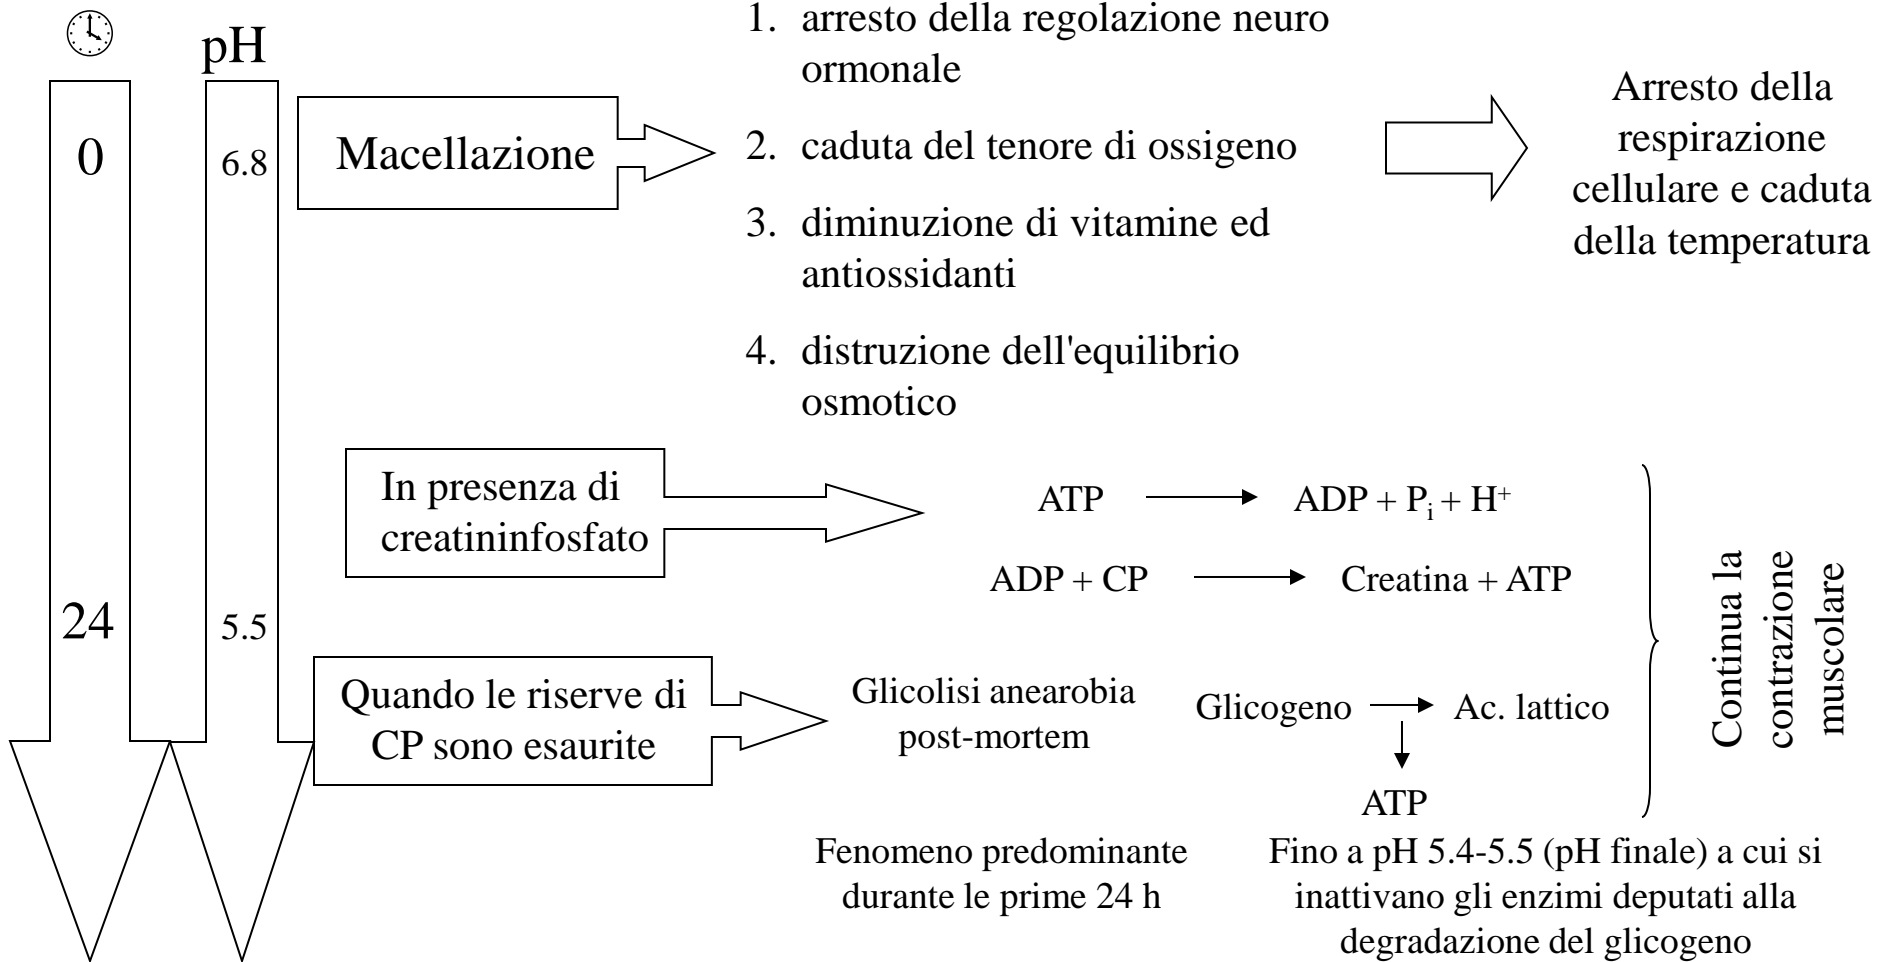 pH
0
6.8
24
5.5
Macellazione
1. arresto della regolazione neuro
ormonale
2. caduta del tenore di ossigeno
3. diminuzione di vitamine ed
antiossidanti
4. distruzione dell'equilibrio
osmotico
Arresto della
respirazione
cellulare e caduta
della temperatura
In presenza di
creatininfosfato
ATP → ADP + Pᵢ + H⁺
ADP + CP → Creatina + ATP
Quando le riserve di
CP sono esaurite
Glicolisi anearobia
post-mortem
Glicogeno → Ac. lattico
ATP
Continua la
contrazione
muscolare
Fenomeno predominante
durante le prime 24 h
Fino a pH 5.4-5.5 (pH finale) a cui si
inattivano gli enzimi deputati alla
degradazione del glicogeno